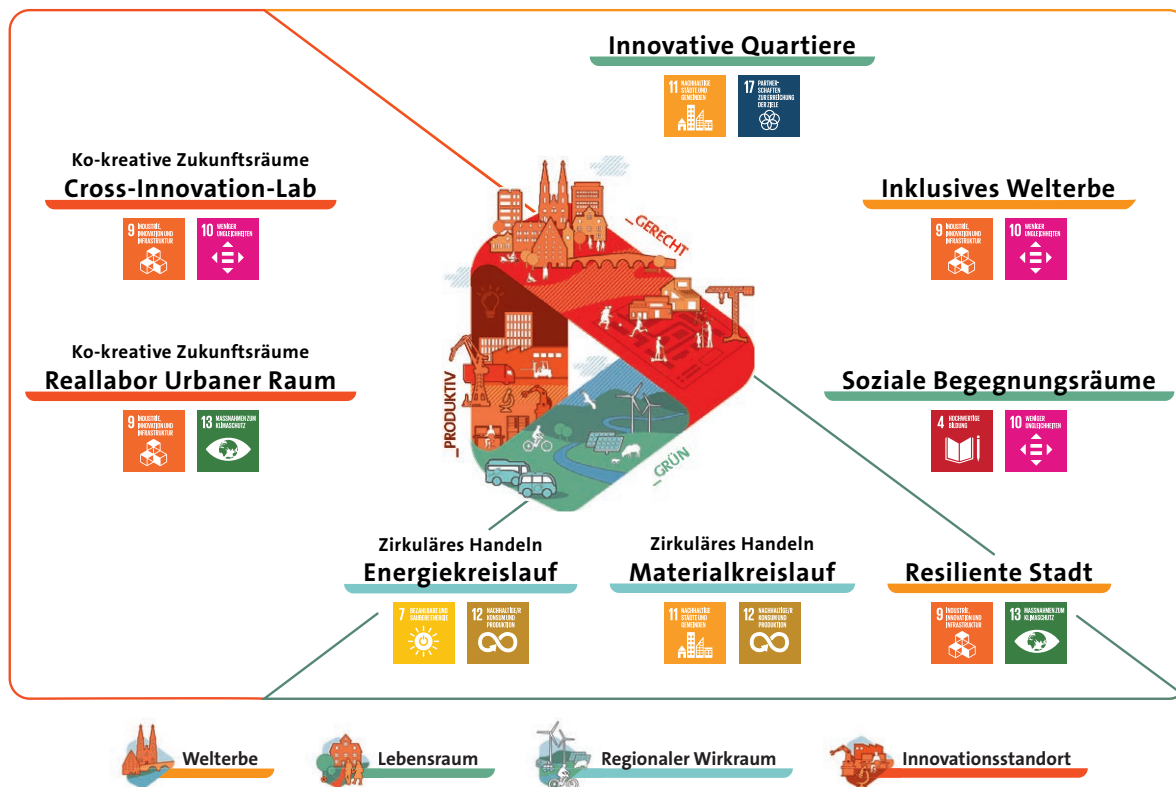 Innovative Quartiere
11 NACHHALTIGE
STÄDTE UND
GEMEINDEN
17 PARTNER-
SCHAFTEN
ZUR ERREICHUNG
DER ZIELE
Ko-kreative Zukunftsräume
Cross-Innovation-Lab
9 INDUSTRIE,
INNOVATION UND
INFRASTRUKTUR
10 WENIGER
UNGLEICHHEITEN
Inklusives Welterbe
9 INDUSTRIE,
INNOVATION UND
INFRASTRUKTUR
10 WENIGER
UNGLEICHHEITEN
_GERECHT
_PRODUKTIV
_GRÜN
Ko-kreative Zukunftsräume
Reallabor Urbaner Raum
9 INDUSTRIE,
INNOVATION UND
INFRASTRUKTUR
13 MASSNAHMEN ZUM
KLIMASCHUTZ
Soziale Begegnungsräume
4 HOCHWERTIGE
BILDUNG
10 WENIGER
UNGLEICHHEITEN
Zirkuläres Handeln
Energiekreislauf
7 BEZAHLBARE UND
SAUBERE ENERGIE
12 NACHHALTIGE/R
KONSUM UND
PRODUKTION
Zirkuläres Handeln
Materialkreislauf
11 NACHHALTIGE
STÄDTE UND
GEMEINDEN
12 NACHHALTIGE/R
KONSUM UND
PRODUKTION
Resiliente Stadt
9 INDUSTRIE,
INNOVATION UND
INFRASTRUKTUR
13 MASSNAHMEN ZUM
KLIMASCHUTZ
Welterbe
Lebensraum
Regionaler Wirkraum
Innovationsstandort